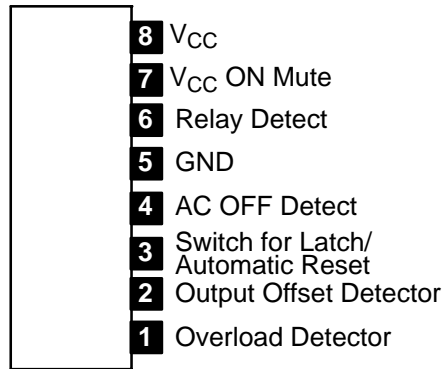 8 VCC
7 VCC ON Mute
6 Relay Detect
5 GND
4 AC OFF Detect
3 Switch for Latch/
Automatic Reset
2 Output Offset Detector
1 Overload Detector